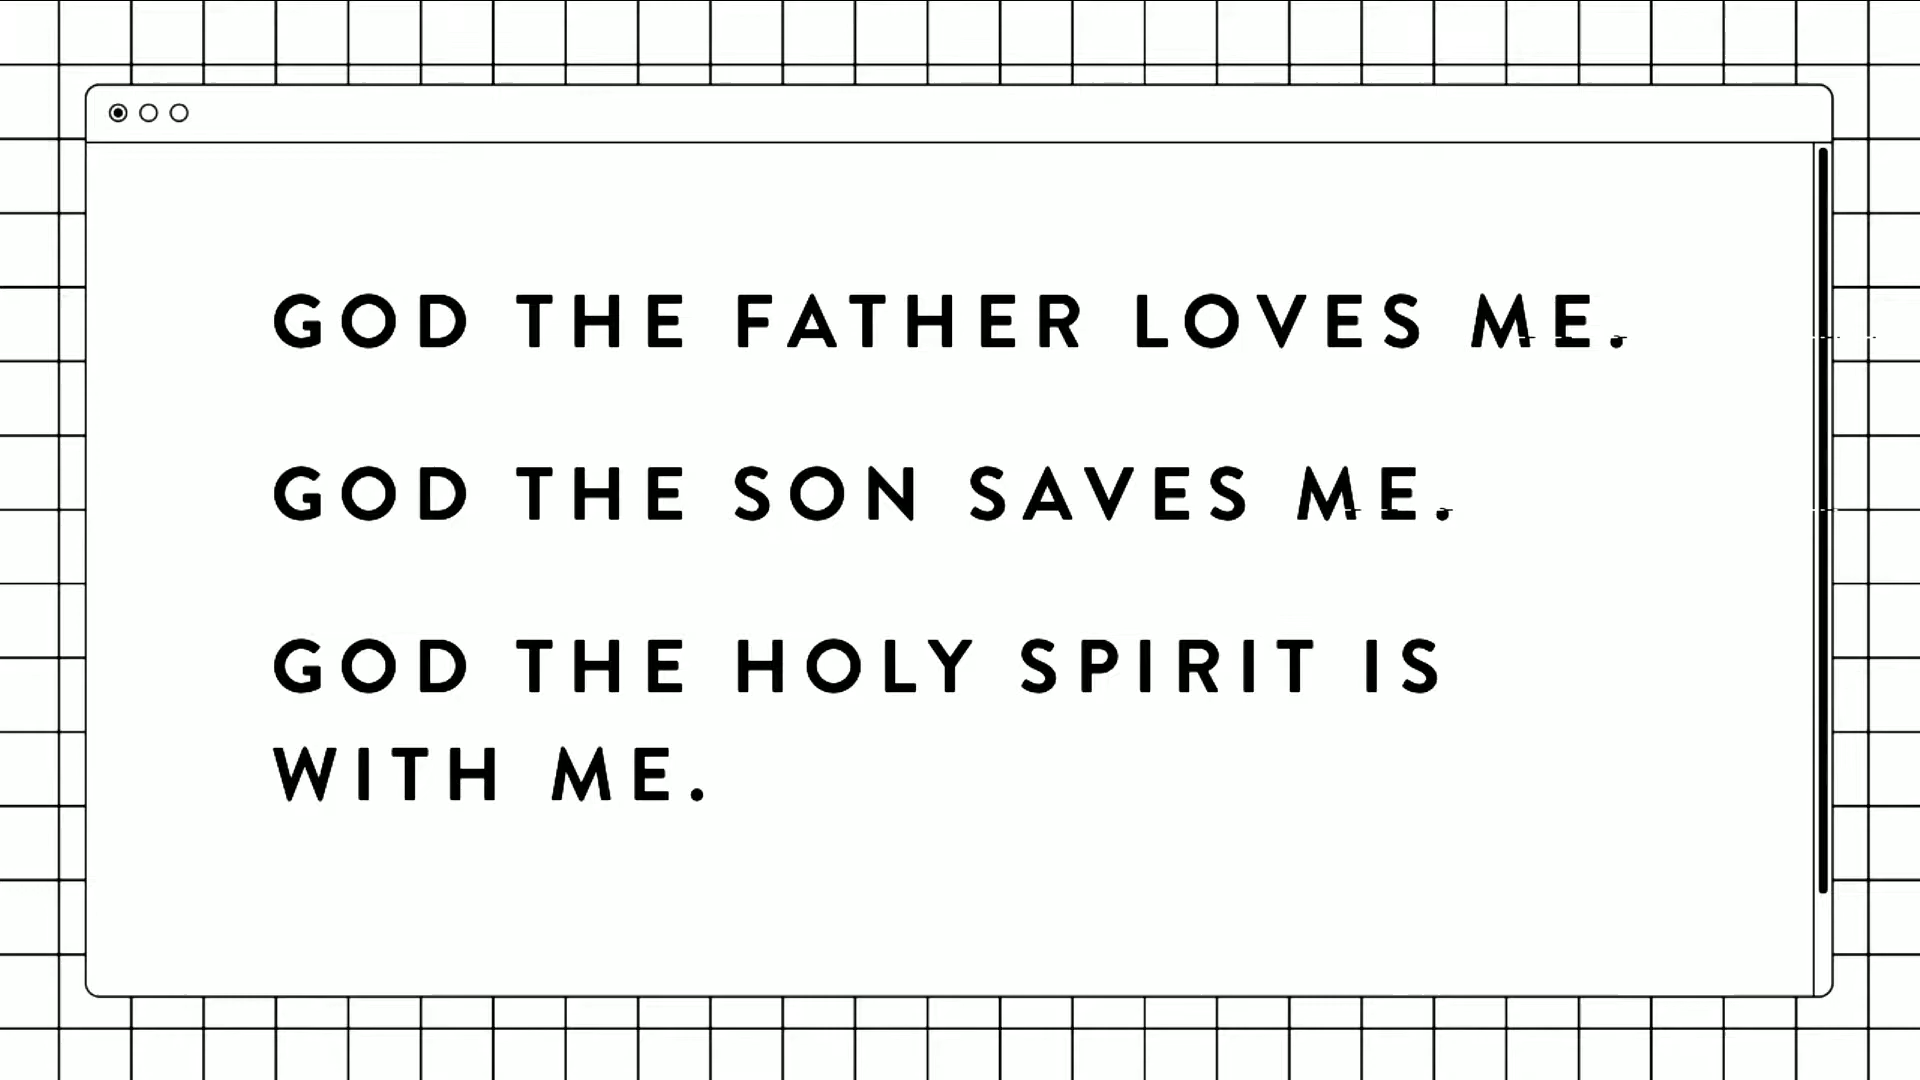 GOD THE FATHER LOVES ME.
GOD THE SON SAVES ME.
GOD THE HOLY SPIRIT IS
WITH ME.